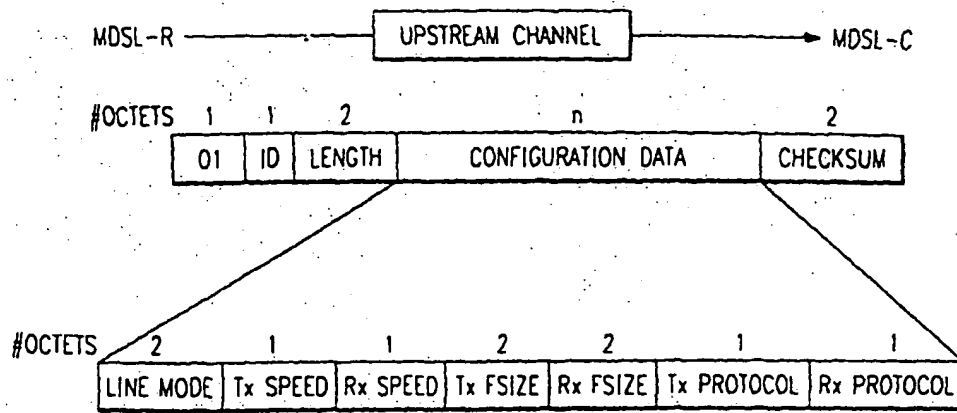 MDSL-R UPSTREAM CHANNEL MDSL-C
#OCTETS 1 1 2 n 2
01 ID LENGTH CONFIGURATION DATA CHECKSUM
#OCTETS 2 1 1 2 2 1 1
LINE MODE Tx SPEED Rx SPEED Tx FSIZE Rx FSIZE Tx PROTOCOL Rx PROTOCOL